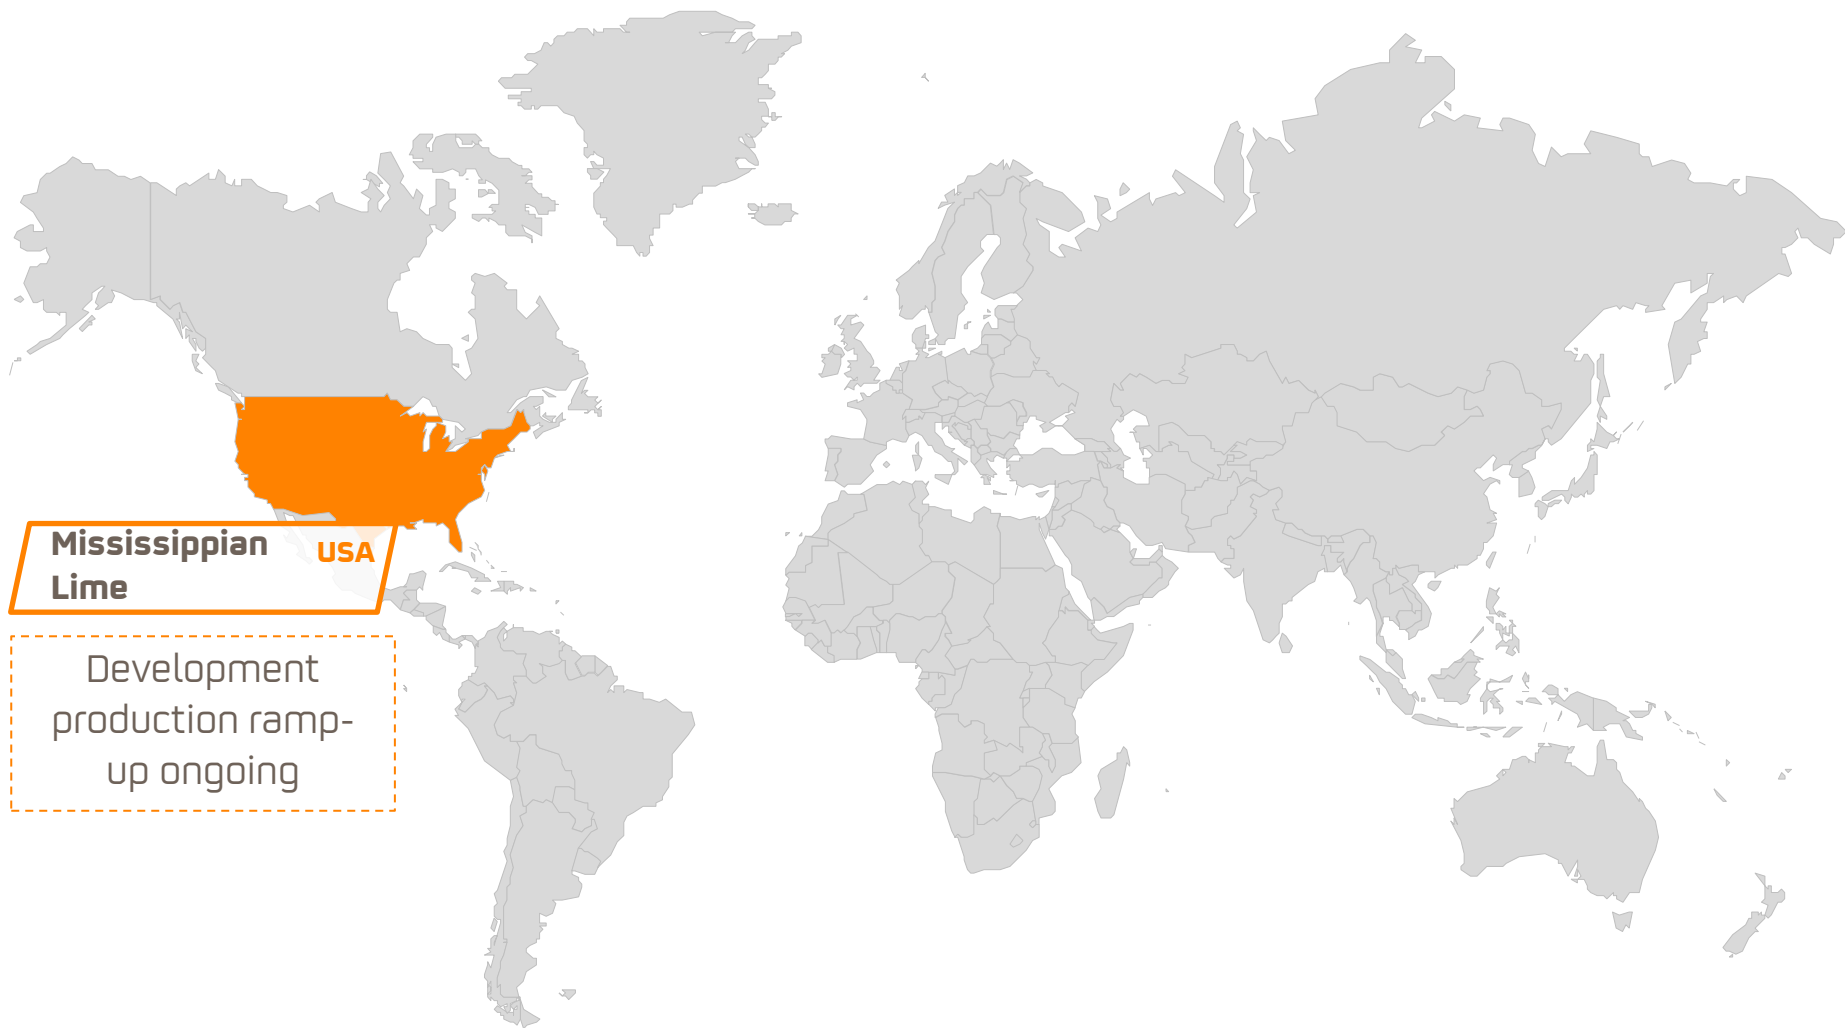 Mississippian
Lime
USA
Development
production ramp-
up ongoing